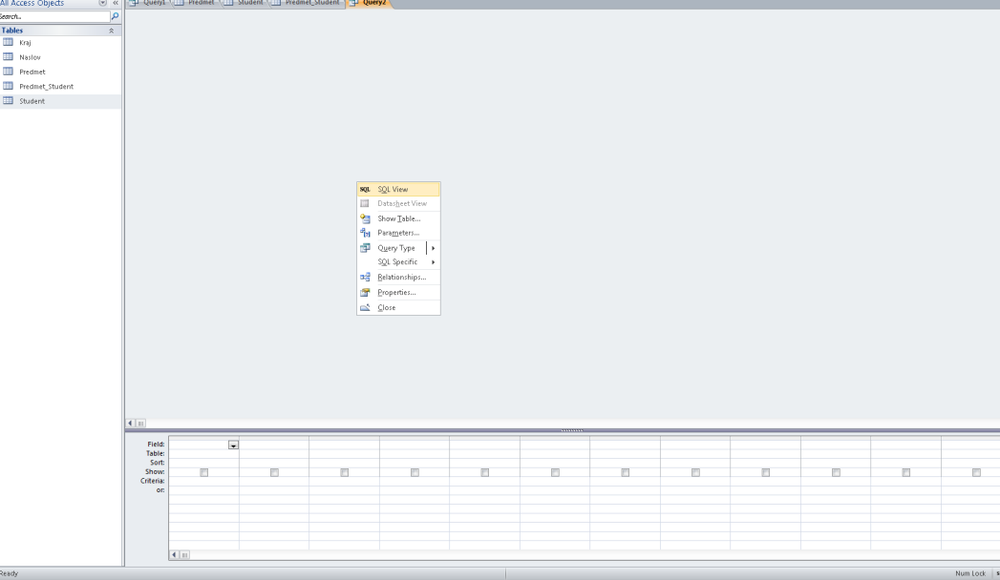 All Access Objects
Query1 Predmet Student Predmet_Student Query2
Search...
Tables
Kraj
Naslov
Predmet
Predmet_Student
Student
SQL SQL View
Datasheet View
Show Table...
Parameters...
Query Type
SQL Specific
Relationships...
Properties...
Close
Field:
Table:
Sort:
Show:
Criteria:
or:
Ready
Num Lock